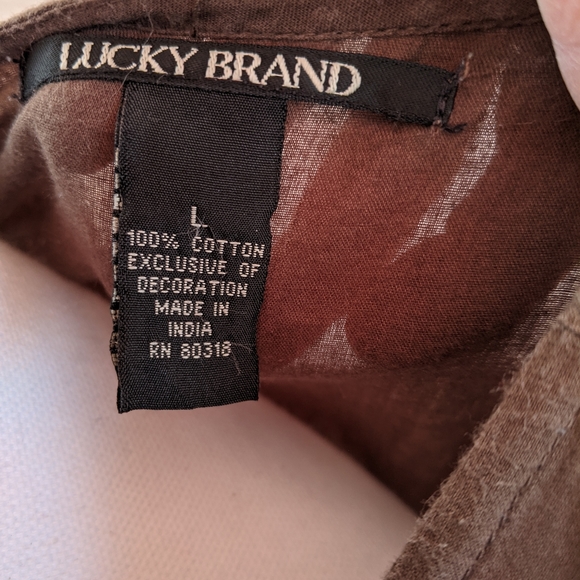 LUCKY BRAND
L
100% COTTON
EXCLUSIVE OF
DECORATION
MADE IN
INDIA
RN 80318